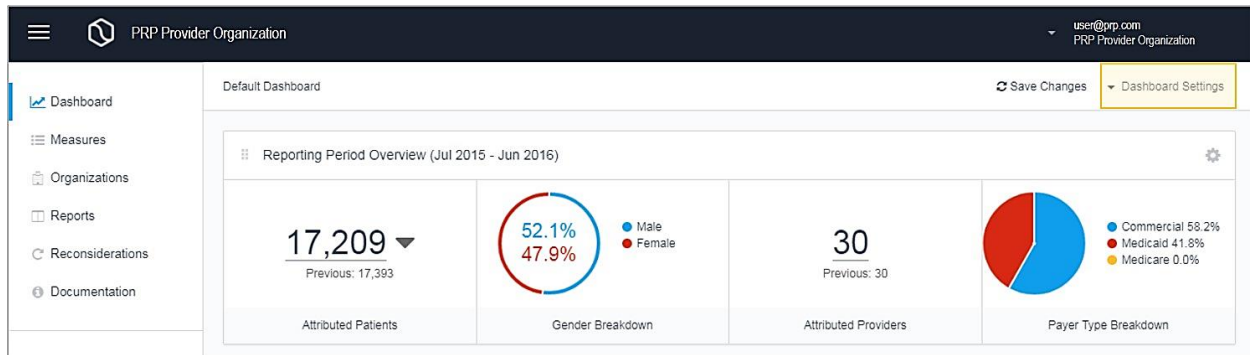 PRP Provider Organization
user@prp.com
PRP Provider Organization
Dashboard
Measures
Organizations
Reports
Reconsiderations
Documentation
Default Dashboard
Save Changes
Dashboard Settings
Reporting Period Overview (Jul 2015 - Jun 2016)
17,209
Previous: 17,393
Attributed Patients
52.1%
47.9%
Male
Female
Gender Breakdown
30
Previous: 30
Attributed Providers
Commercial 58.2%
Medicaid 41.8%
Medicare 0.0%
Payer Type Breakdown